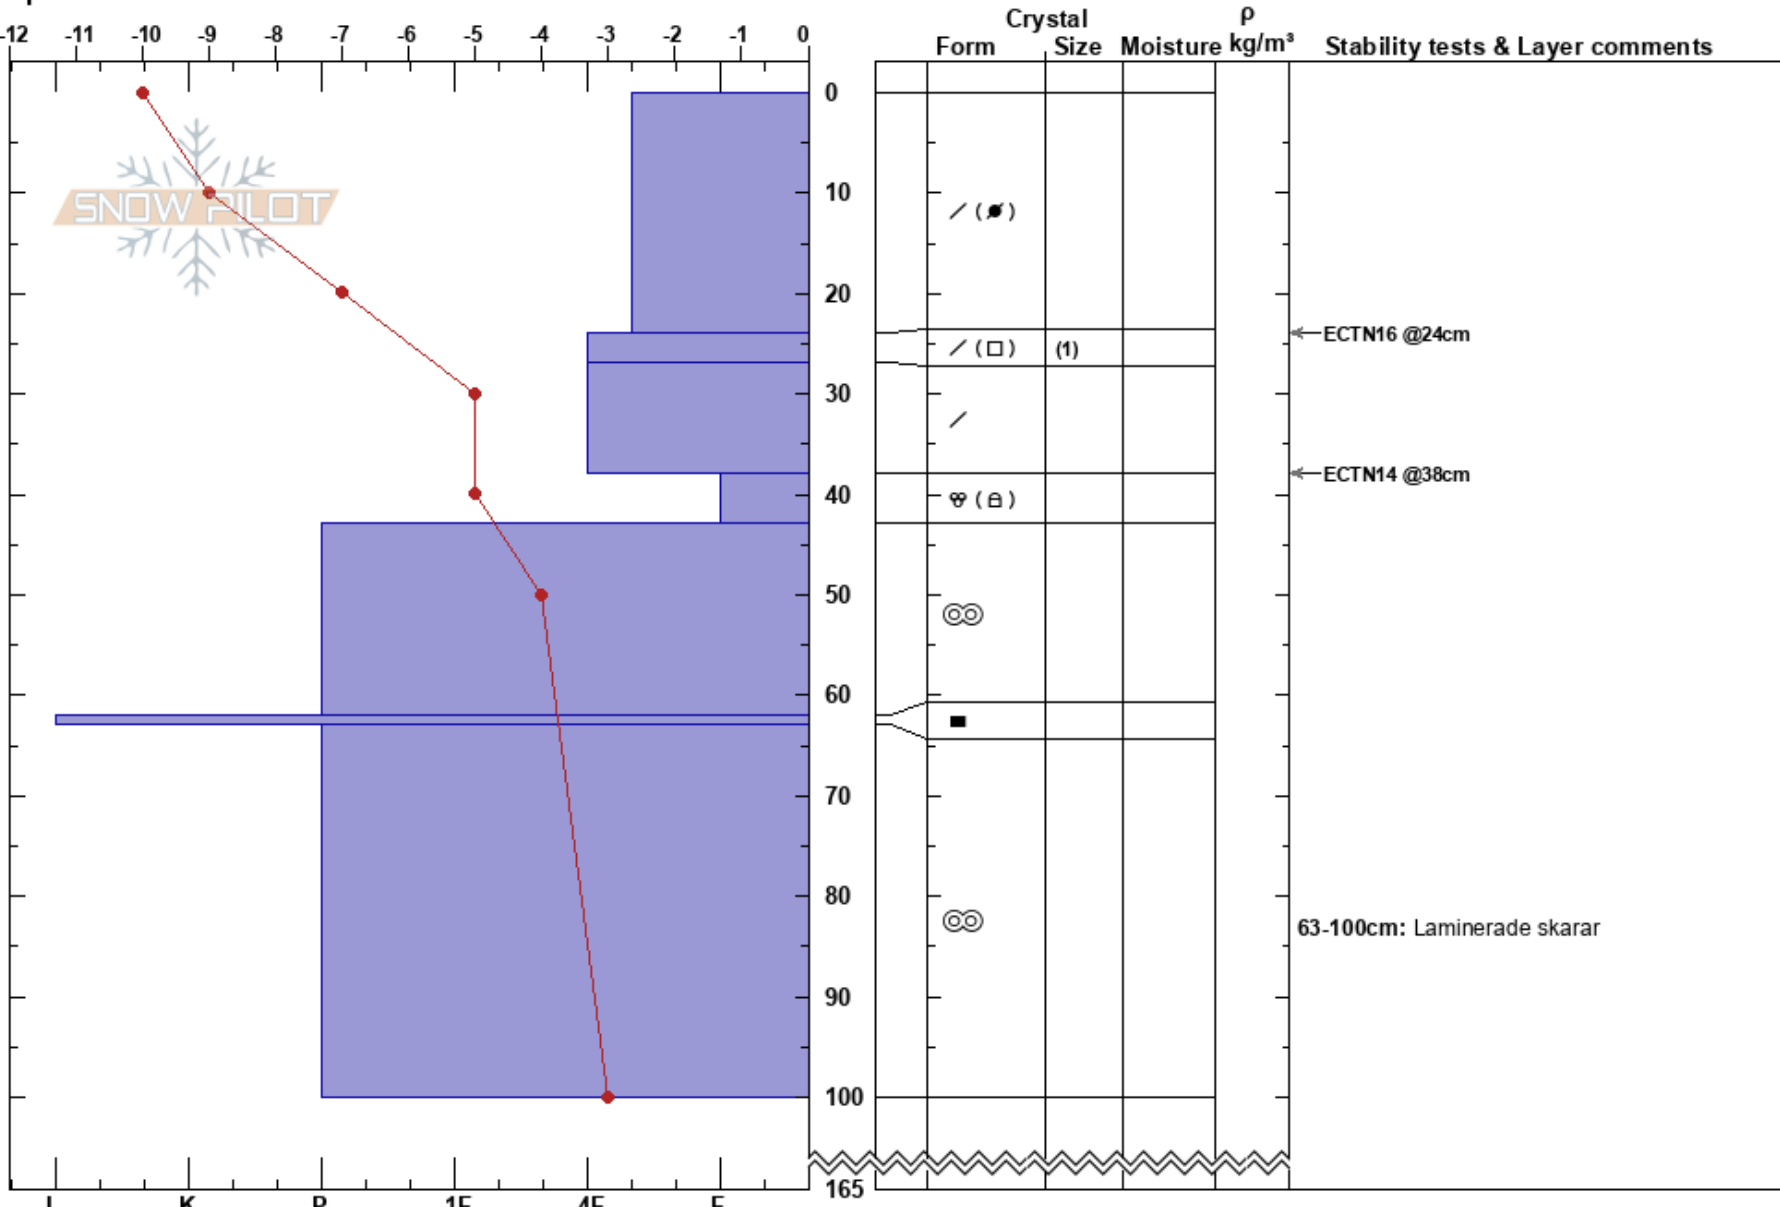 Crystal ρ
-12 -11 -10 -9 -8 -7 -6 -5 -4 -3 -2 -1 0
Form Size Moisture kg/m³ Stability tests & Layer comments
0
SNOW PILOT
10
20
ECTN16 @24cm
(1)
30
ECTN14 @38cm
40
50
60
70
80
63-100cm: Laminerade skarar
90
100
165
I K P 1F 4F F